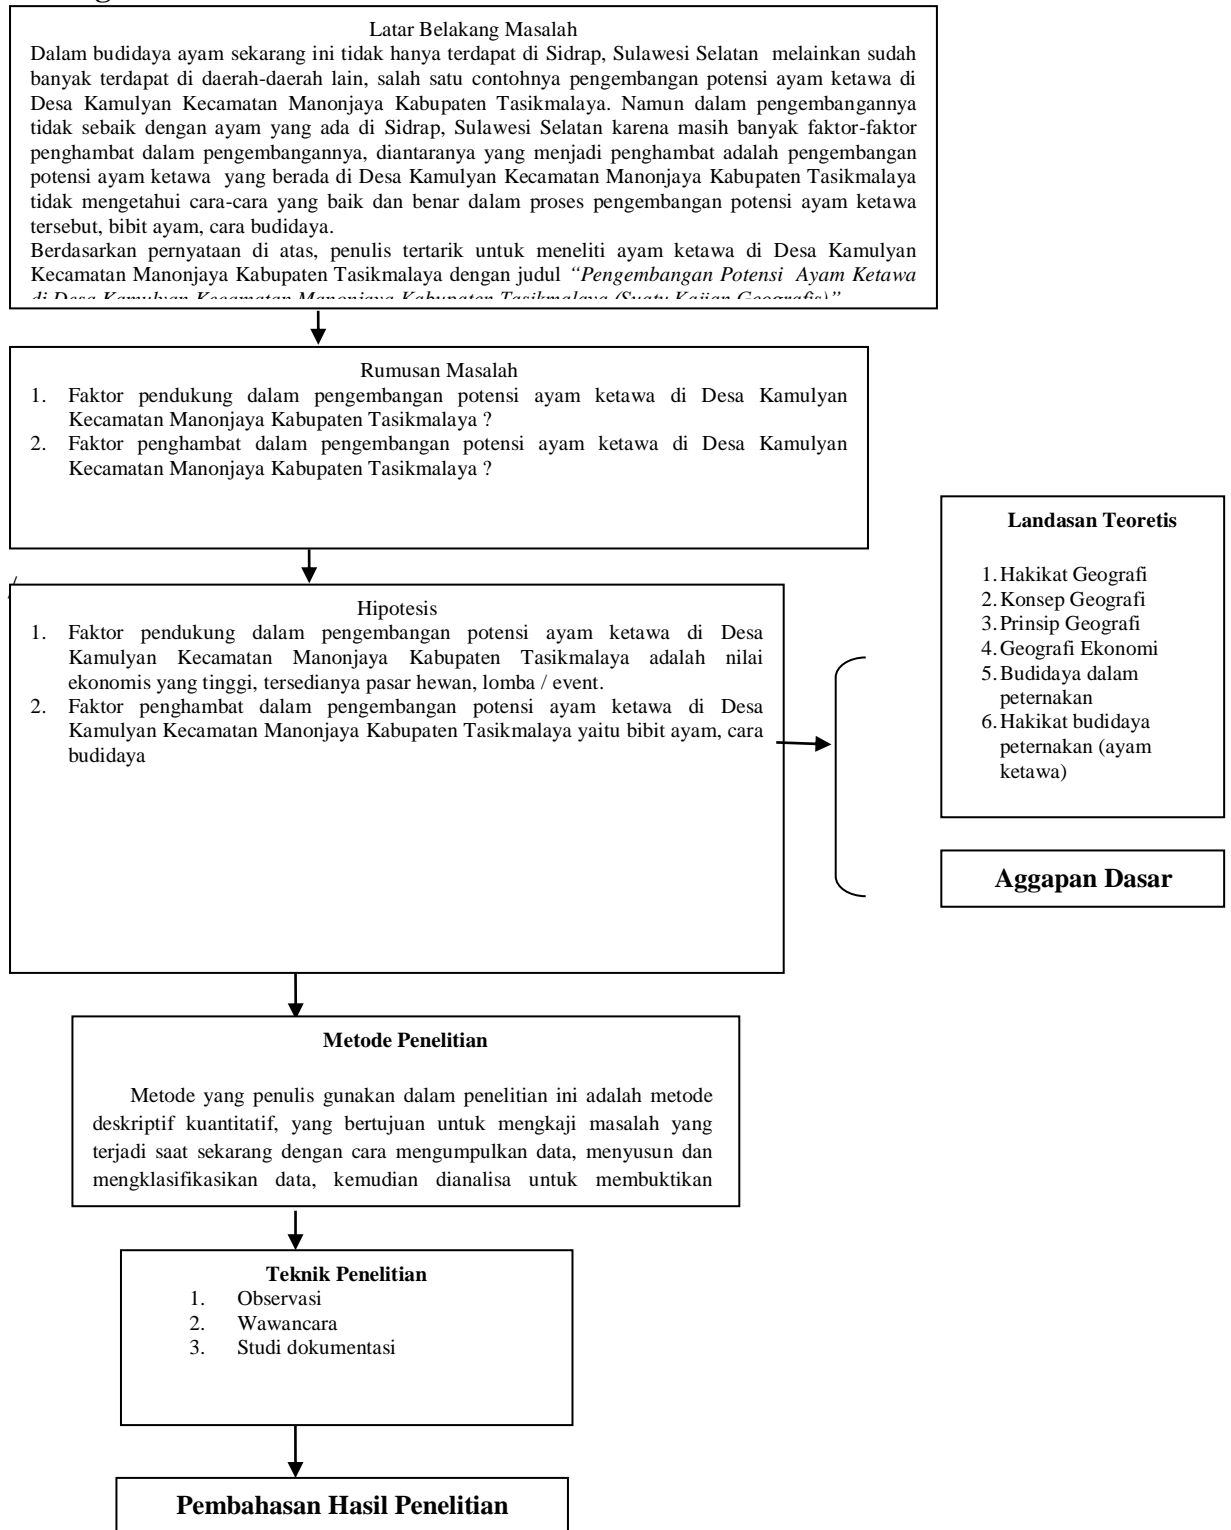 Latar Belakang Masalah
Dalam budidaya ayam sekarang ini tidak hanya terdapat di Sidrap, Sulawesi Selatan melainkan sudah
banyak terdapat di daerah-daerah lain, salah satu contohnya pengembangan potensi ayam ketawa di
Desa Kamulyan Kecamatan Manonjaya Kabupaten Tasikmalaya. Namun dalam pengembangannya
tidak sebaik dengan ayam yang ada di Sidrap, Sulawesi Selatan karena masih banyak faktor-faktor
penghambat dalam pengembangannya, diantaranya yang menjadi penghambat adalah pengembangan
potensi ayam ketawa yang berada di Desa Kamulyan Kecamatan Manonjaya Kabupaten Tasikmalaya
tidak mengetahui cara-cara yang baik dan benar dalam proses pengembangan potensi ayam ketawa
tersebut, bibit ayam, cara budidaya.
Berdasarkan pernyataan di atas, penulis tertarik untuk meneliti ayam ketawa di Desa Kamulyan
Kecamatan Manonjaya Kabupaten Tasikmalaya dengan judul “Pengembangan Potensi Ayam Ketawa
di Desa Kamulyan Kecamatan Manonjaya Kabupaten Tasikmalaya (Suatu Kajian Geografis)”
Rumusan Masalah
1. Faktor pendukung dalam pengembangan potensi ayam ketawa di Desa Kamulyan
Kecamatan Manonjaya Kabupaten Tasikmalaya ?
2. Faktor penghambat dalam pengembangan potensi ayam ketawa di Desa Kamulyan
Kecamatan Manonjaya Kabupaten Tasikmalaya ?
Hipotesis
1. Faktor pendukung dalam pengembangan potensi ayam ketawa di Desa
Kamulyan Kecamatan Manonjaya Kabupaten Tasikmalaya adalah nilai
ekonomis yang tinggi, tersedianya pasar hewan, lomba / event.
2. Faktor penghambat dalam pengembangan potensi ayam ketawa di Desa
Kamulyan Kecamatan Manonjaya Kabupaten Tasikmalaya yaitu bibit ayam, cara
budidaya
Landasan Teoretis
1. Hakikat Geografi
2. Konsep Geografi
3. Prinsip Geografi
4. Geografi Ekonomi
5. Budidaya dalam
peternakan
6. Hakikat budidaya
peternakan (ayam
ketawa)
Aggapan Dasar
Metode Penelitian
Metode yang penulis gunakan dalam penelitian ini adalah metode
deskriptif kuantitatif, yang bertujuan untuk mengkaji masalah yang
terjadi saat sekarang dengan cara mengumpulkan data, menyusun dan
mengklasifikasikan data, kemudian dianalisa untuk membuktikan
Teknik Penelitian
1. Observasi
2. Wawancara
3. Studi dokumentasi
Pembahasan Hasil Penelitian